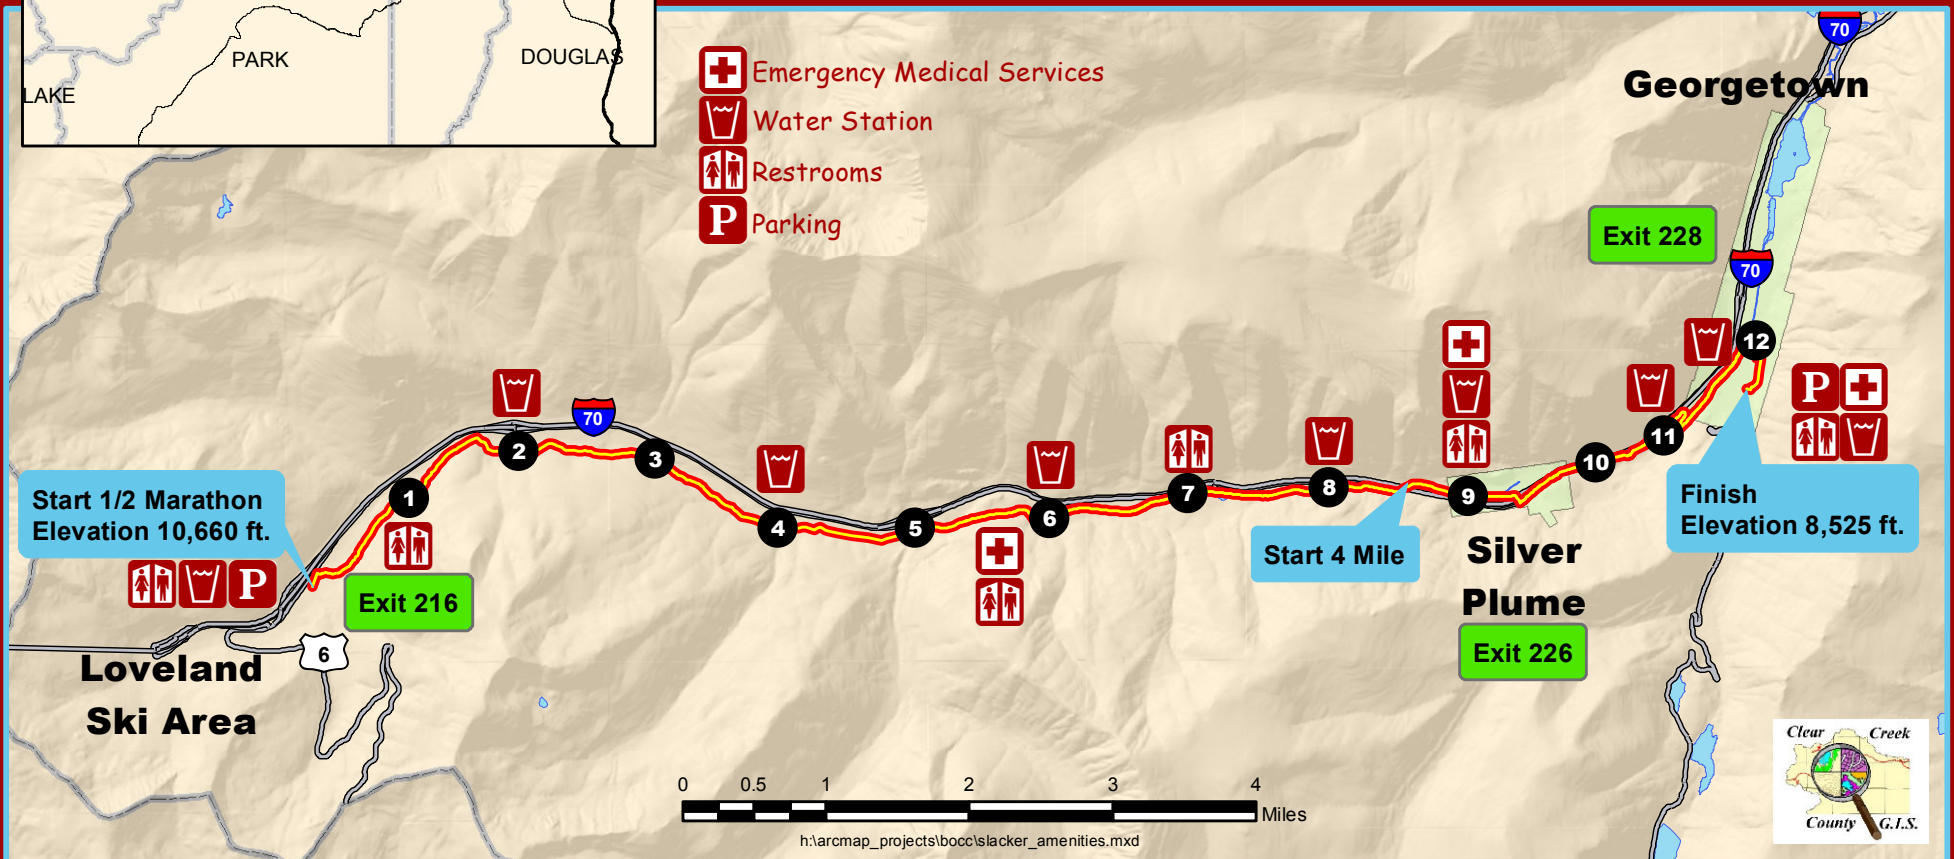 PARK
DOUGLAS
LAKE
Emergency Medical Services
Water Station
Restrooms
P Parking
70
Georgetown
Exit 228
70
12
P
70
2
3
1
4
5
6
7
8
9
10
11
Start 1/2 Marathon
Elevation 10,660 ft.
P
Exit 216
6
Loveland
Ski Area
Start 4 Mile
Silver
Plume
Exit 226
Finish
Elevation 8,525 ft.
0 0.5 1 2 3 4
Miles
h:\arcmap_projects\bocc\slacker_amenities.mxd
Clear Creek
County G.I.S.